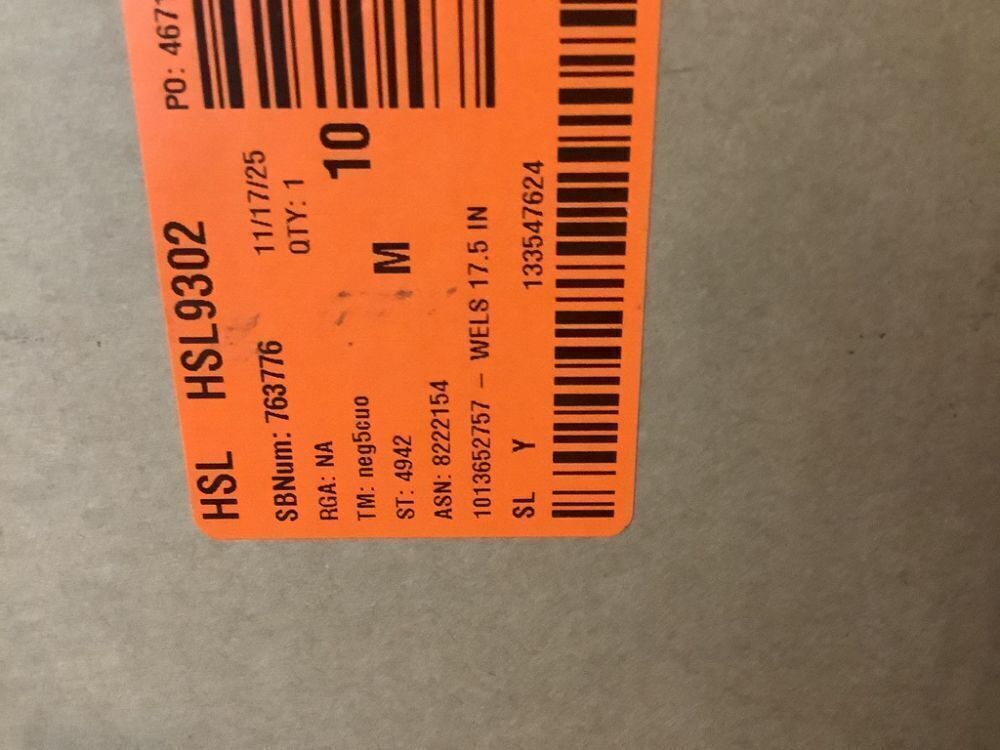 HSL HSL9302 PO: 467
SBNum: 763776 11/17/25
RGA: NA QTY: 1
TM: neg5cuo 10
ST: 4942 M
ASN: 8222154
1013652757 – WELS 17.5 IN
SL Y 133547624